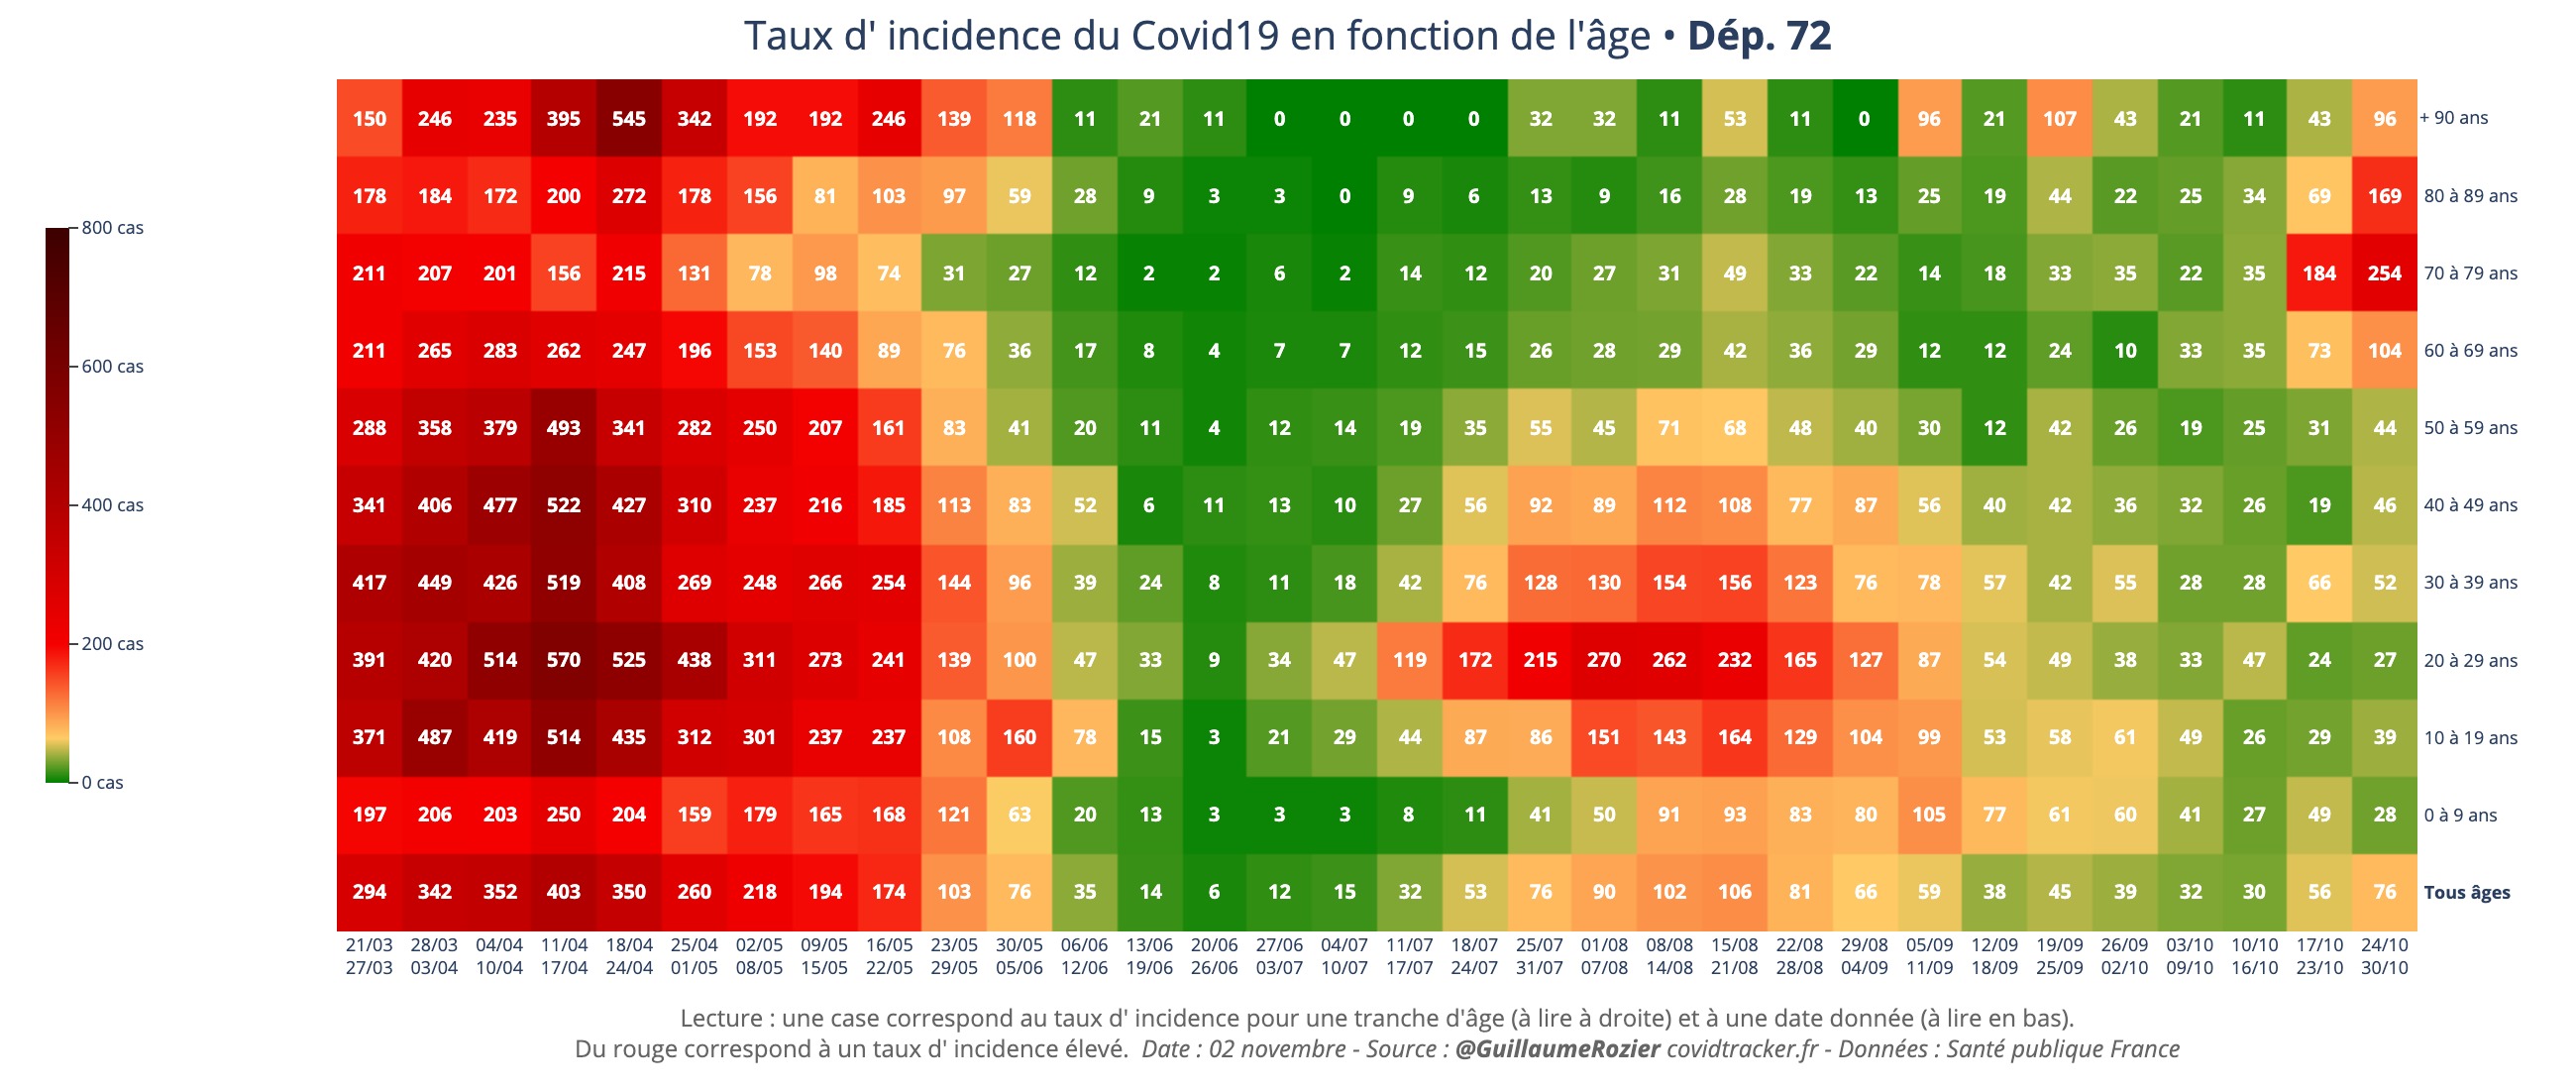 Taux d' incidence du Covid19 en fonction de l'âge • Dép. 72
800 cas
600 cas
400 cas
200 cas
0 cas
150 246 235 395 545 342 192 192 246 139 118 11 21 11 0 0 0 0 32 32 11 53 11 0 96 21 107 43 21 11 43 96 + 90 ans
178 184 172 200 272 178 156 81 103 97 59 28 9 3 3 0 9 6 13 9 16 28 19 13 25 19 44 22 25 34 69 169 80 à 89 ans
211 207 201 156 215 131 78 98 74 31 27 12 2 2 6 2 14 12 20 27 31 49 33 22 14 18 33 35 22 35 184 254 70 à 79 ans
211 265 283 262 247 196 153 140 89 76 36 17 8 4 7 7 12 15 26 28 29 42 36 29 12 12 24 10 33 35 73 104 60 à 69 ans
288 358 379 493 341 282 250 207 161 83 41 20 11 4 12 14 19 35 55 45 71 68 48 40 30 12 42 26 19 25 31 44 50 à 59 ans
341 406 477 522 427 310 237 216 185 113 83 52 6 11 13 10 27 56 92 89 112 108 77 87 56 40 42 36 32 26 19 46 40 à 49 ans
417 449 426 519 408 269 248 266 254 144 96 39 24 8 11 18 42 76 128 130 154 156 123 76 78 57 42 55 28 28 66 52 30 à 39 ans
391 420 514 570 525 438 311 273 241 139 100 47 33 9 34 47 119 172 215 270 262 232 165 127 87 54 49 38 33 47 24 27 20 à 29 ans
371 487 419 514 435 312 301 237 237 108 160 78 15 3 21 29 44 87 86 151 143 164 129 104 99 53 58 61 49 26 29 39 10 à 19 ans
197 206 203 250 204 159 179 165 168 121 63 20 13 3 3 3 8 11 41 50 91 93 83 80 105 77 61 60 41 27 49 28 0 à 9 ans
294 342 352 403 350 260 218 194 174 103 76 35 14 6 12 15 32 53 76 90 102 106 81 66 59 38 45 39 32 30 56 76 Tous âges
21/03 28/03 04/04 11/04 18/04 25/04 02/05 09/05 16/05 23/05 30/05 06/06 13/06 20/06 27/06 04/07 11/07 18/07 25/07 01/08 08/08 15/08 22/08 29/08 05/09 12/09 19/09 26/09 03/10 10/10 17/10 24/10
27/03 03/04 10/04 17/04 24/04 01/05 08/05 15/05 22/05 29/05 05/06 12/06 19/06 26/06 03/07 10/07 17/07 24/07 31/07 07/08 14/08 21/08 28/08 04/09 11/09 18/09 25/09 02/10 09/10 16/10 23/10 30/10
Lecture : une case correspond au taux d' incidence pour une tranche d'âge (à lire à droite) et à une date donnée (à lire en bas).
Du rouge correspond à un taux d' incidence élevé. Date : 02 novembre - Source : @GuillaumeRozier covidtracker.fr - Données : Santé publique France